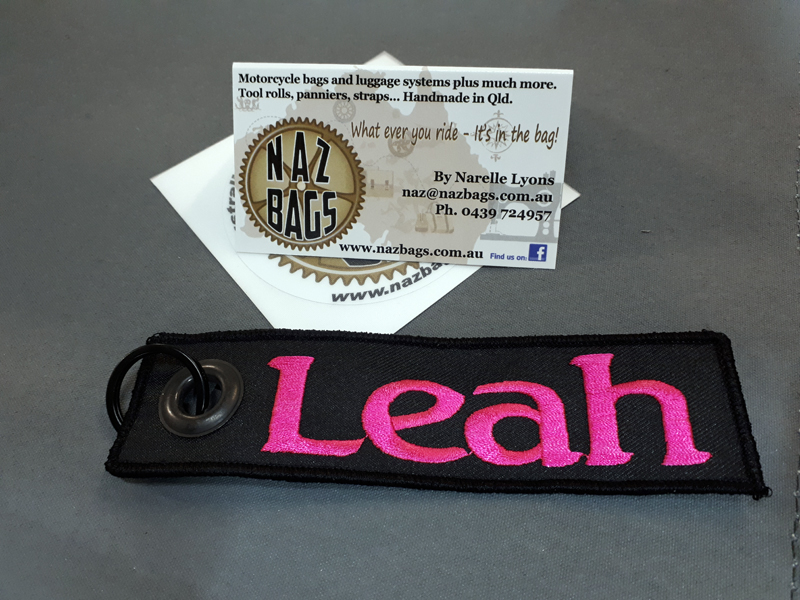 Motorcycle bags and luggage systems plus much more.
Tool rolls, panniers, straps... Handmade in Qld.
What ever you ride - It's in the bag!
NAZ
BAGS
By Narelle Lyons
naz@nazbags.com.au
Ph. 0439 724957
www.nazbags.com.au
Find us on: f
www.nazba
Leah